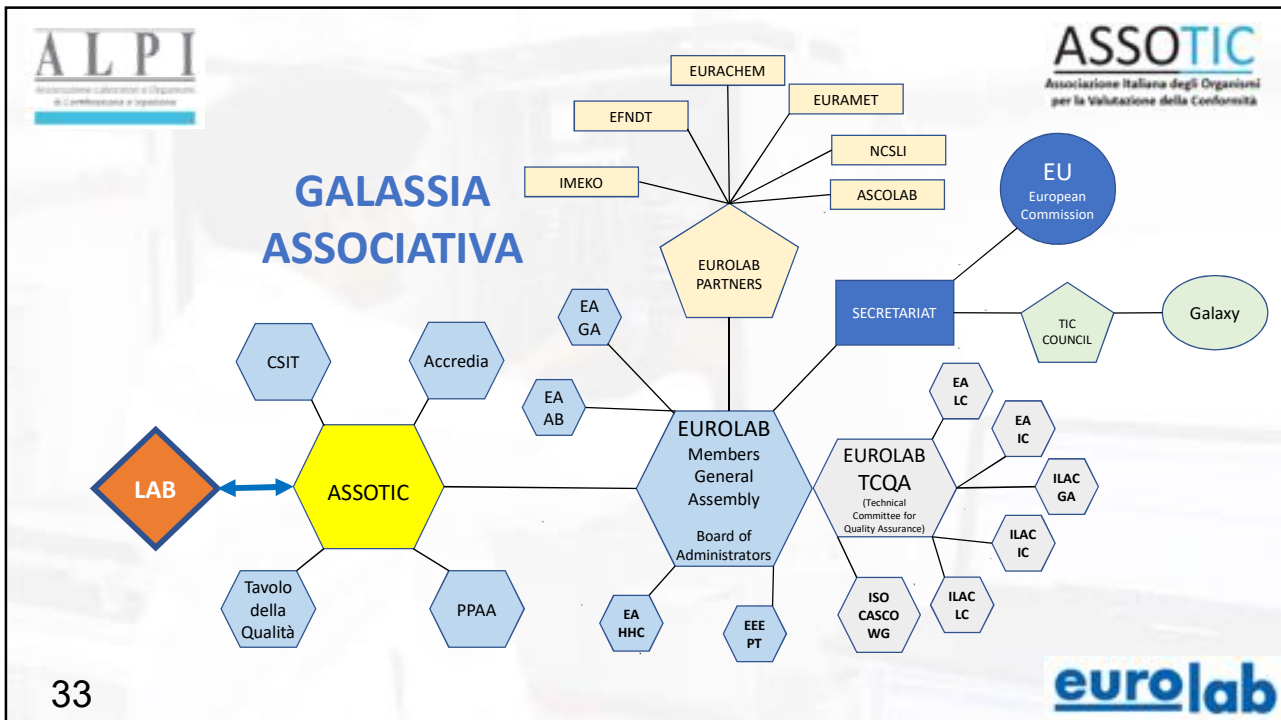 ALPI
Associazione Laboratori e Organismi
di Certificazione e Ispezione
ASSOTIC
Associazione Italiana degli Organismi
per la Valutazione della Conformità
GALASSIA
ASSOCIATIVA
EURACHEM
EURAMET
EFNDT
NCSLI
IMEKO
ASCOLAB
EUROLAB
PARTNERS
EU
European
Commission
SECRETARIAT
TIC
COUNCIL
Galaxy
EA
GA
EA
AB
CSIT
Accredia
LAB
ASSOTIC
Tavolo
della
Qualità
PPAA
EUROLAB
Members
General
Assembly
Board of
Administrators
EA
HHC
EEE
PT
EUROLAB
TCQA
(Technical
Committee for
Quality Assurance)
EA
LC
EA
IC
ILAC
GA
ILAC
IC
ILAC
LC
ISO
CASCO
WG
33
eurolab